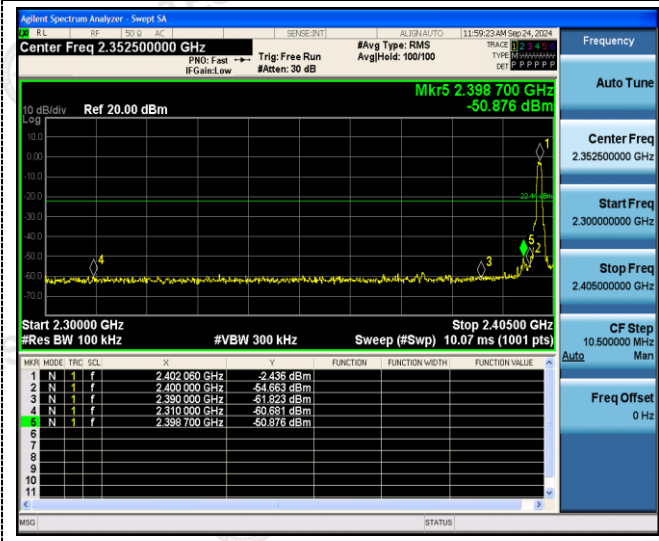 Agilent Spectrum Analyzer - Swept SA
RL RF 50 Ω AC SENSE:INT ALIGNAUTO 11:59:23 AM Sep 24, 2024
Center Freq 2.352500000 GHz
PNO: Fast
IFGain:Low
Trig: Free Run
#Atten: 30 dB
#Avg Type: RMS
Avg|Hold: 100/100
TRACE 1 2 3 4 5 6
TYPE
DET P P P P P P
Mkr5 2.398 700 GHz
-50.876 dBm
10 dB/div Ref 20.00 dBm
Log
10.0
0.00
-10.0
-20.0
-30.0
-40.0
-50.0
-60.0
-70.0
1
-22.44 dBm
5
2
3
4
Start 2.30000 GHz Stop 2.40500 GHz
#Res BW 100 kHz #VBW 300 kHz Sweep (#Swp) 10.07 ms (1001 pts)
MKR MODE TRC SCL X Y FUNCTION FUNCTION WIDTH FUNCTION VALUE
1 N 1 f 2.402 060 GHz -2.436 dBm
2 N 1 f 2.400 000 GHz -54.663 dBm
3 N 1 f 2.390 000 GHz -61.823 dBm
4 N 1 f 2.310 000 GHz -60.681 dBm
5 N 1 f 2.398 700 GHz -50.876 dBm
6
7
8
9
10
11
MSG STATUS
Frequency
Auto Tune
Center Freq
2.352500000 GHz
Start Freq
2.300000000 GHz
Stop Freq
2.405000000 GHz
CF Step
10.500000 MHz
Auto Man
Freq Offset
0 Hz